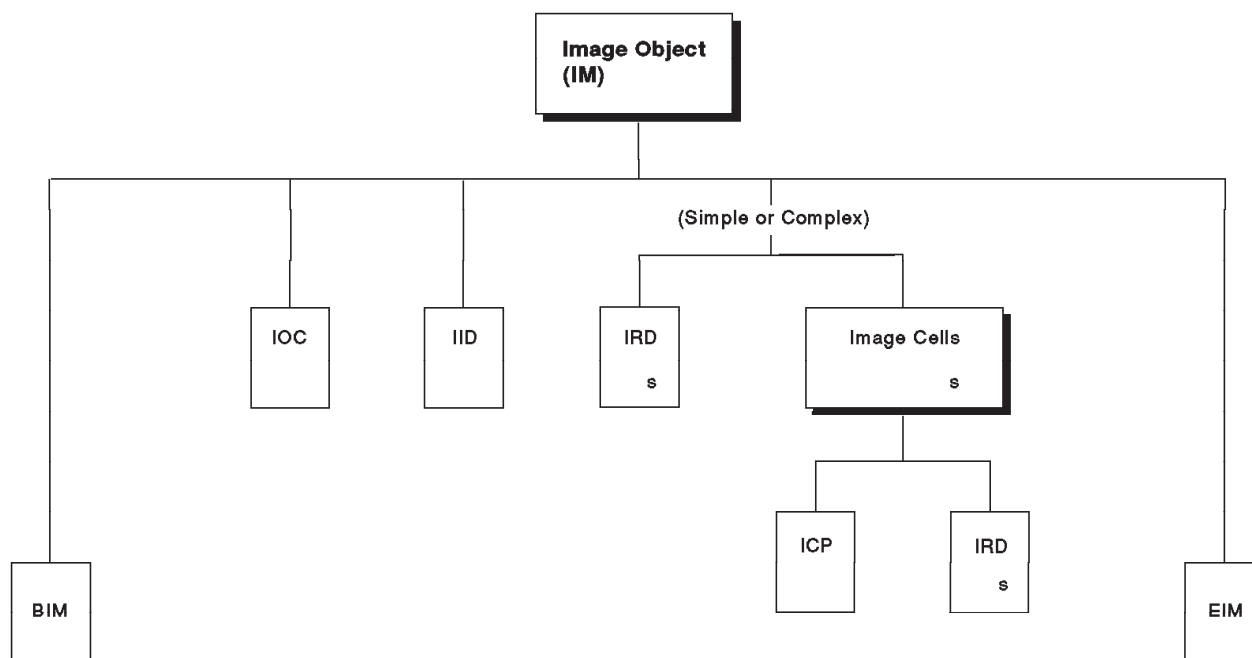 Image Object
(IM)
(Simple or Complex)
IOC
IID
IRD
s
Image Cells
s
ICP
IRD
s
BIM
EIM